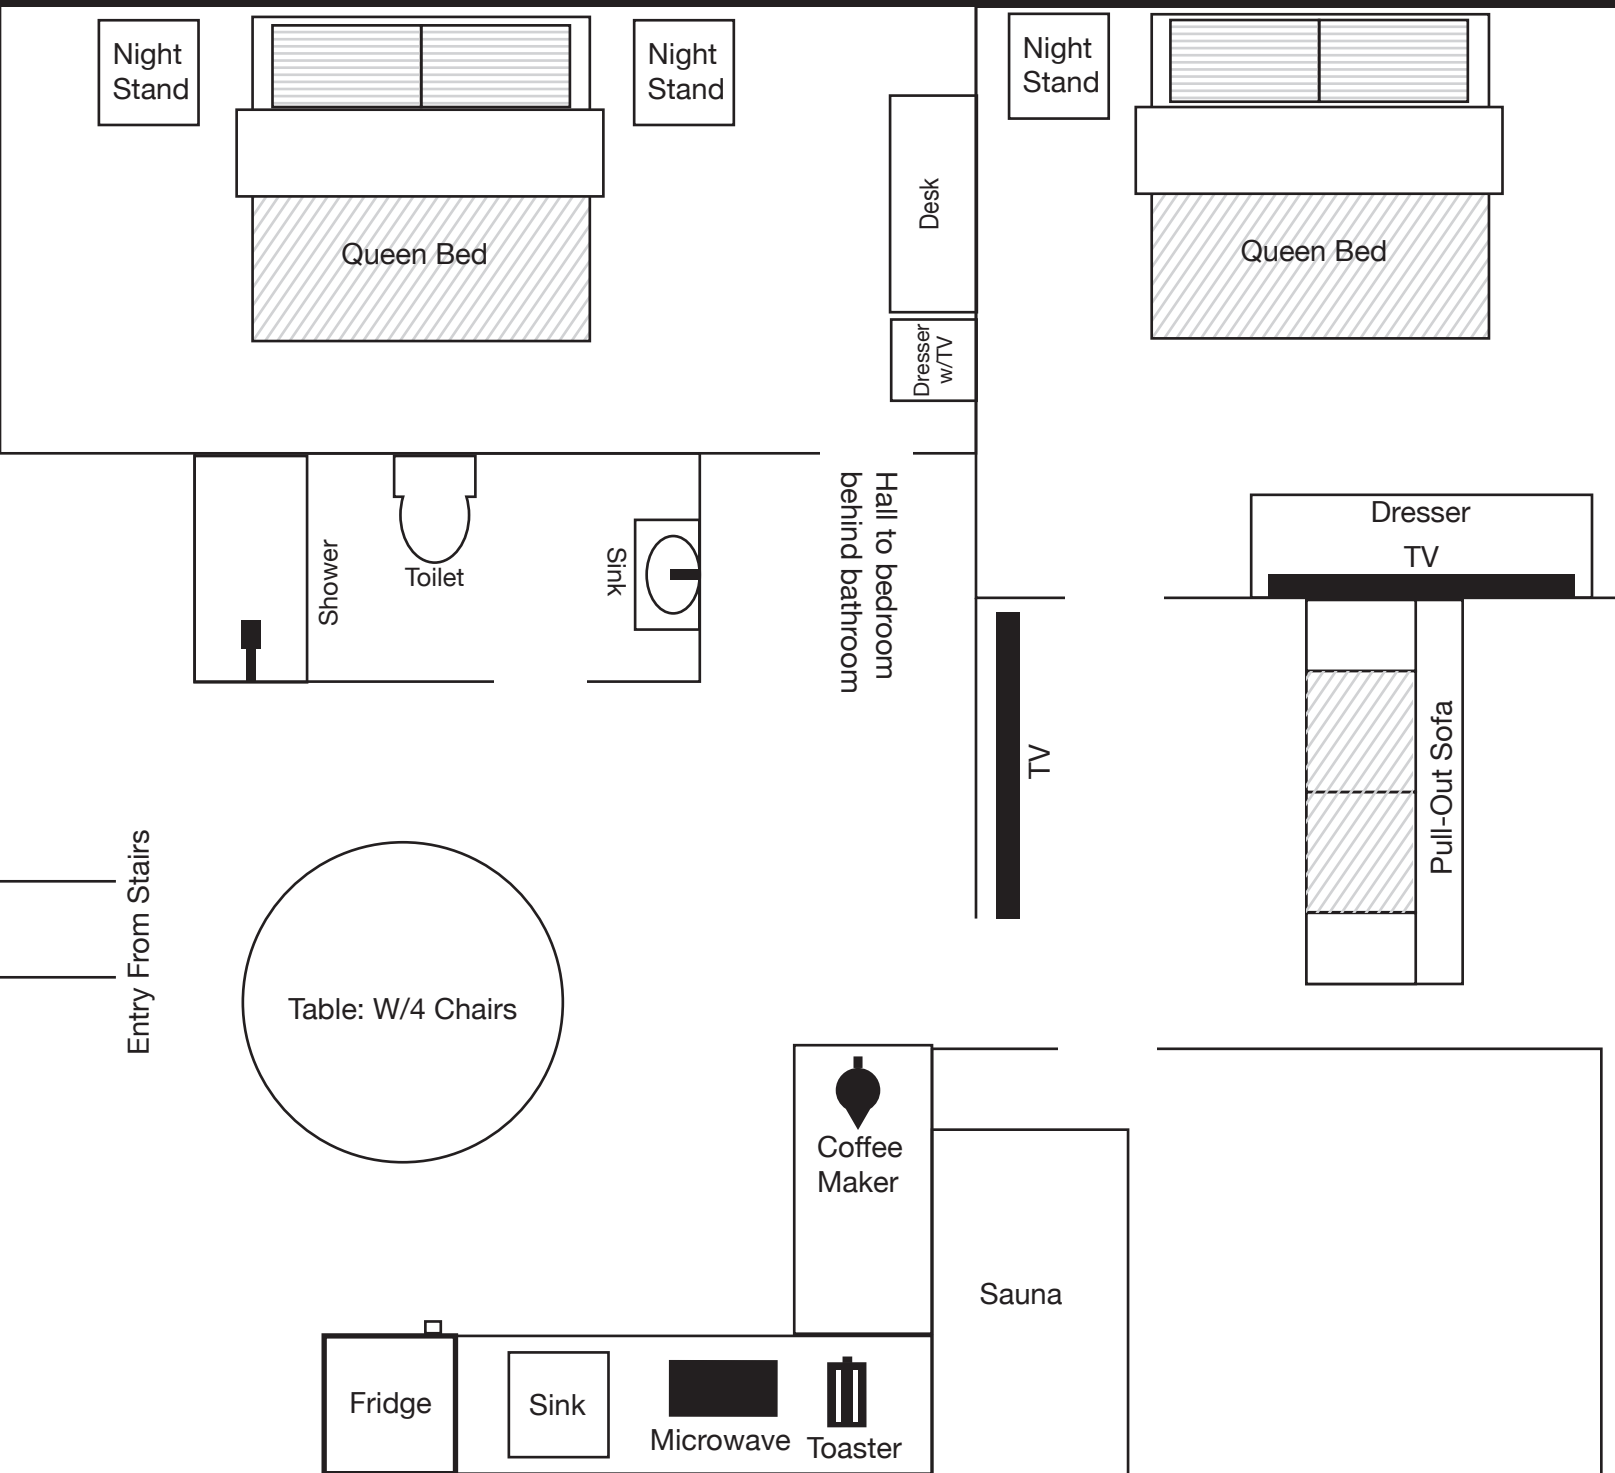 Night
Stand
Night
Stand
Night
Stand
Desk
Queen Bed
Queen Bed
Dresser
w/TV
Hall to bedroom
behind bathroom
Dresser
TV
Shower
Toilet
Sink
TV
Pull-Out Sofa
Entry From Stairs
Table: W/4 Chairs
Coffee
Maker
Sauna
Fridge
Sink
Microwave
Toaster